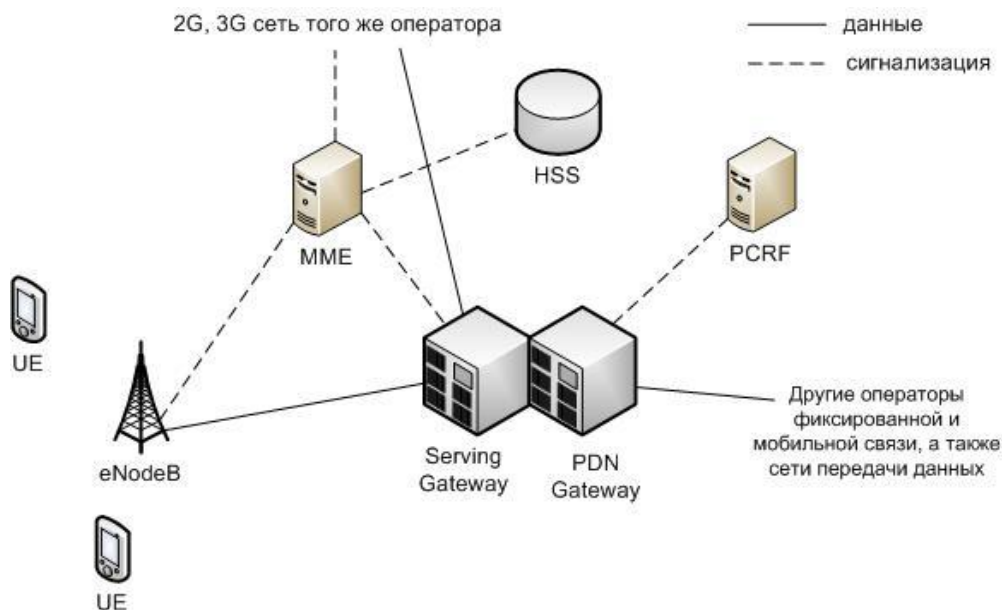 2G, 3G сеть того же оператора
данные
сигнализация
HSS
MME
PCRF
UE
eNodeB
Serving
Gateway
PDN
Gateway
Другие операторы
фиксированной и
мобильной связи, а также
сети передачи данных
UE